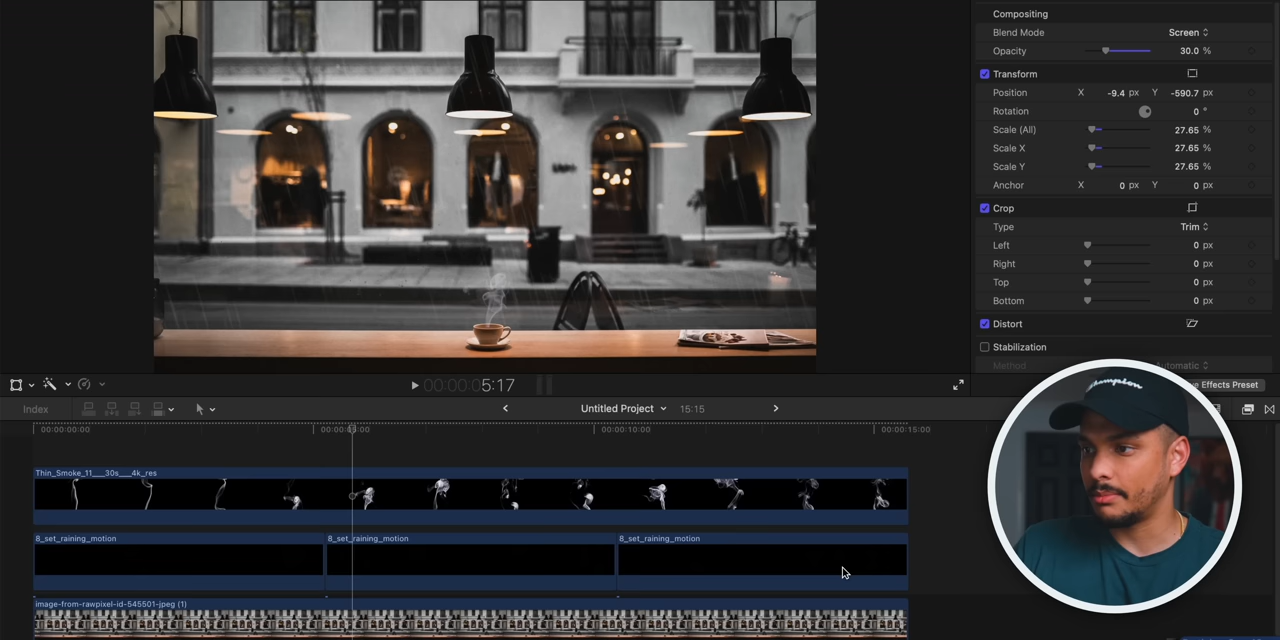 Compositing
Blend Mode Screen
Opacity 30.0 %
Transform
Position X -9.4 px Y -590.7 px
Rotation 0 °
Scale (All) 27.65 %
Scale X 27.65 %
Scale Y 27.65 %
Anchor X 0 px Y 0 px
Crop
Type Trim
Left 0 px
Right 0 px
Top 0 px
Bottom 0 px
Distort
Stabilization
Method Automatic
Effects Preset
00:00:00:05:17
Index
Untitled Project 15:15
00:00:00:00 00:00:05:00 00:00:10:00 00:00:15:00
Thin_Smoke_11___30s___4k_res
8_set_raining_motion 8_set_raining_motion 8_set_raining_motion
image-from-rawpixel-id-545501-jpeg (1)
Champion